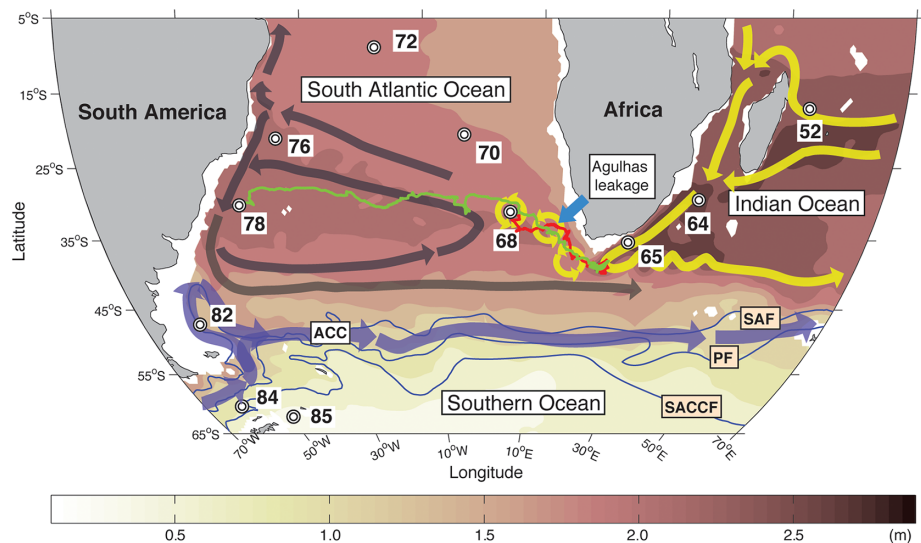 5°S
72
South Atlantic Ocean
15°S
South America
Africa
52
76
70
25°S
Agulhas
leakage
64
Indian Ocean
78
68
35°S
65
Latitude
45°S
82
ACC
SAF
PF
55°S
84
85
Southern Ocean
SACCF
65°S
70°W
50°W
30°W
10°W
10°E
30°E
50°E
70°E
Longitude
0.5
1.0
1.5
2.0
2.5
(m)